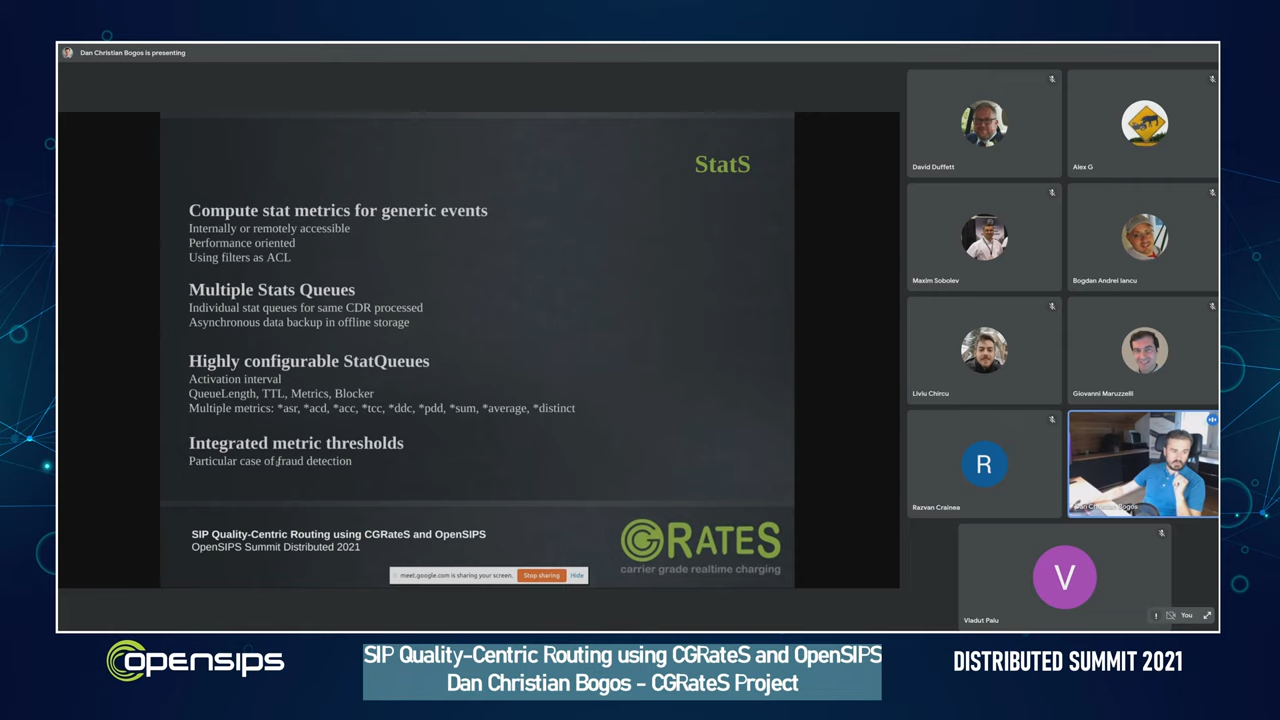 Dan Christian Bogos is presenting
StatS
Compute stat metrics for generic events
Internally or remotely accessible
Performance oriented
Using filters as ACL
Multiple Stats Queues
Individual stat queues for same CDR processed
Asynchronous data backup in offline storage
Highly configurable StatQueues
Activation interval
QueueLength, TTL, Metrics, Blocker
Multiple metrics: *asr, *acd, *acc, *tcc, *ddc, *pdd, *sum, *average, *distinct
Integrated metric thresholds
Particular case of fraud detection
SIP Quality-Centric Routing using CGRateS and OpenSIPS
OpenSIPS Summit Distributed 2021
CGRATES
carrier grade realtime charging
meet.google.com is sharing your screen. Stop sharing Hide
David Duffett
Alex G
Maxim Sobolev
Bogdan Andrei Iancu
Liviu Chircu
Giovanni Maruzzelli
R
Razvan Crainea
Dan Christian Bogos
V
Vladut Paiu
You
opensips
SIP Quality-Centric Routing using CGRateS and OpenSIPS
Dan Christian Bogos - CGRateS Project
DISTRIBUTED SUMMIT 2021